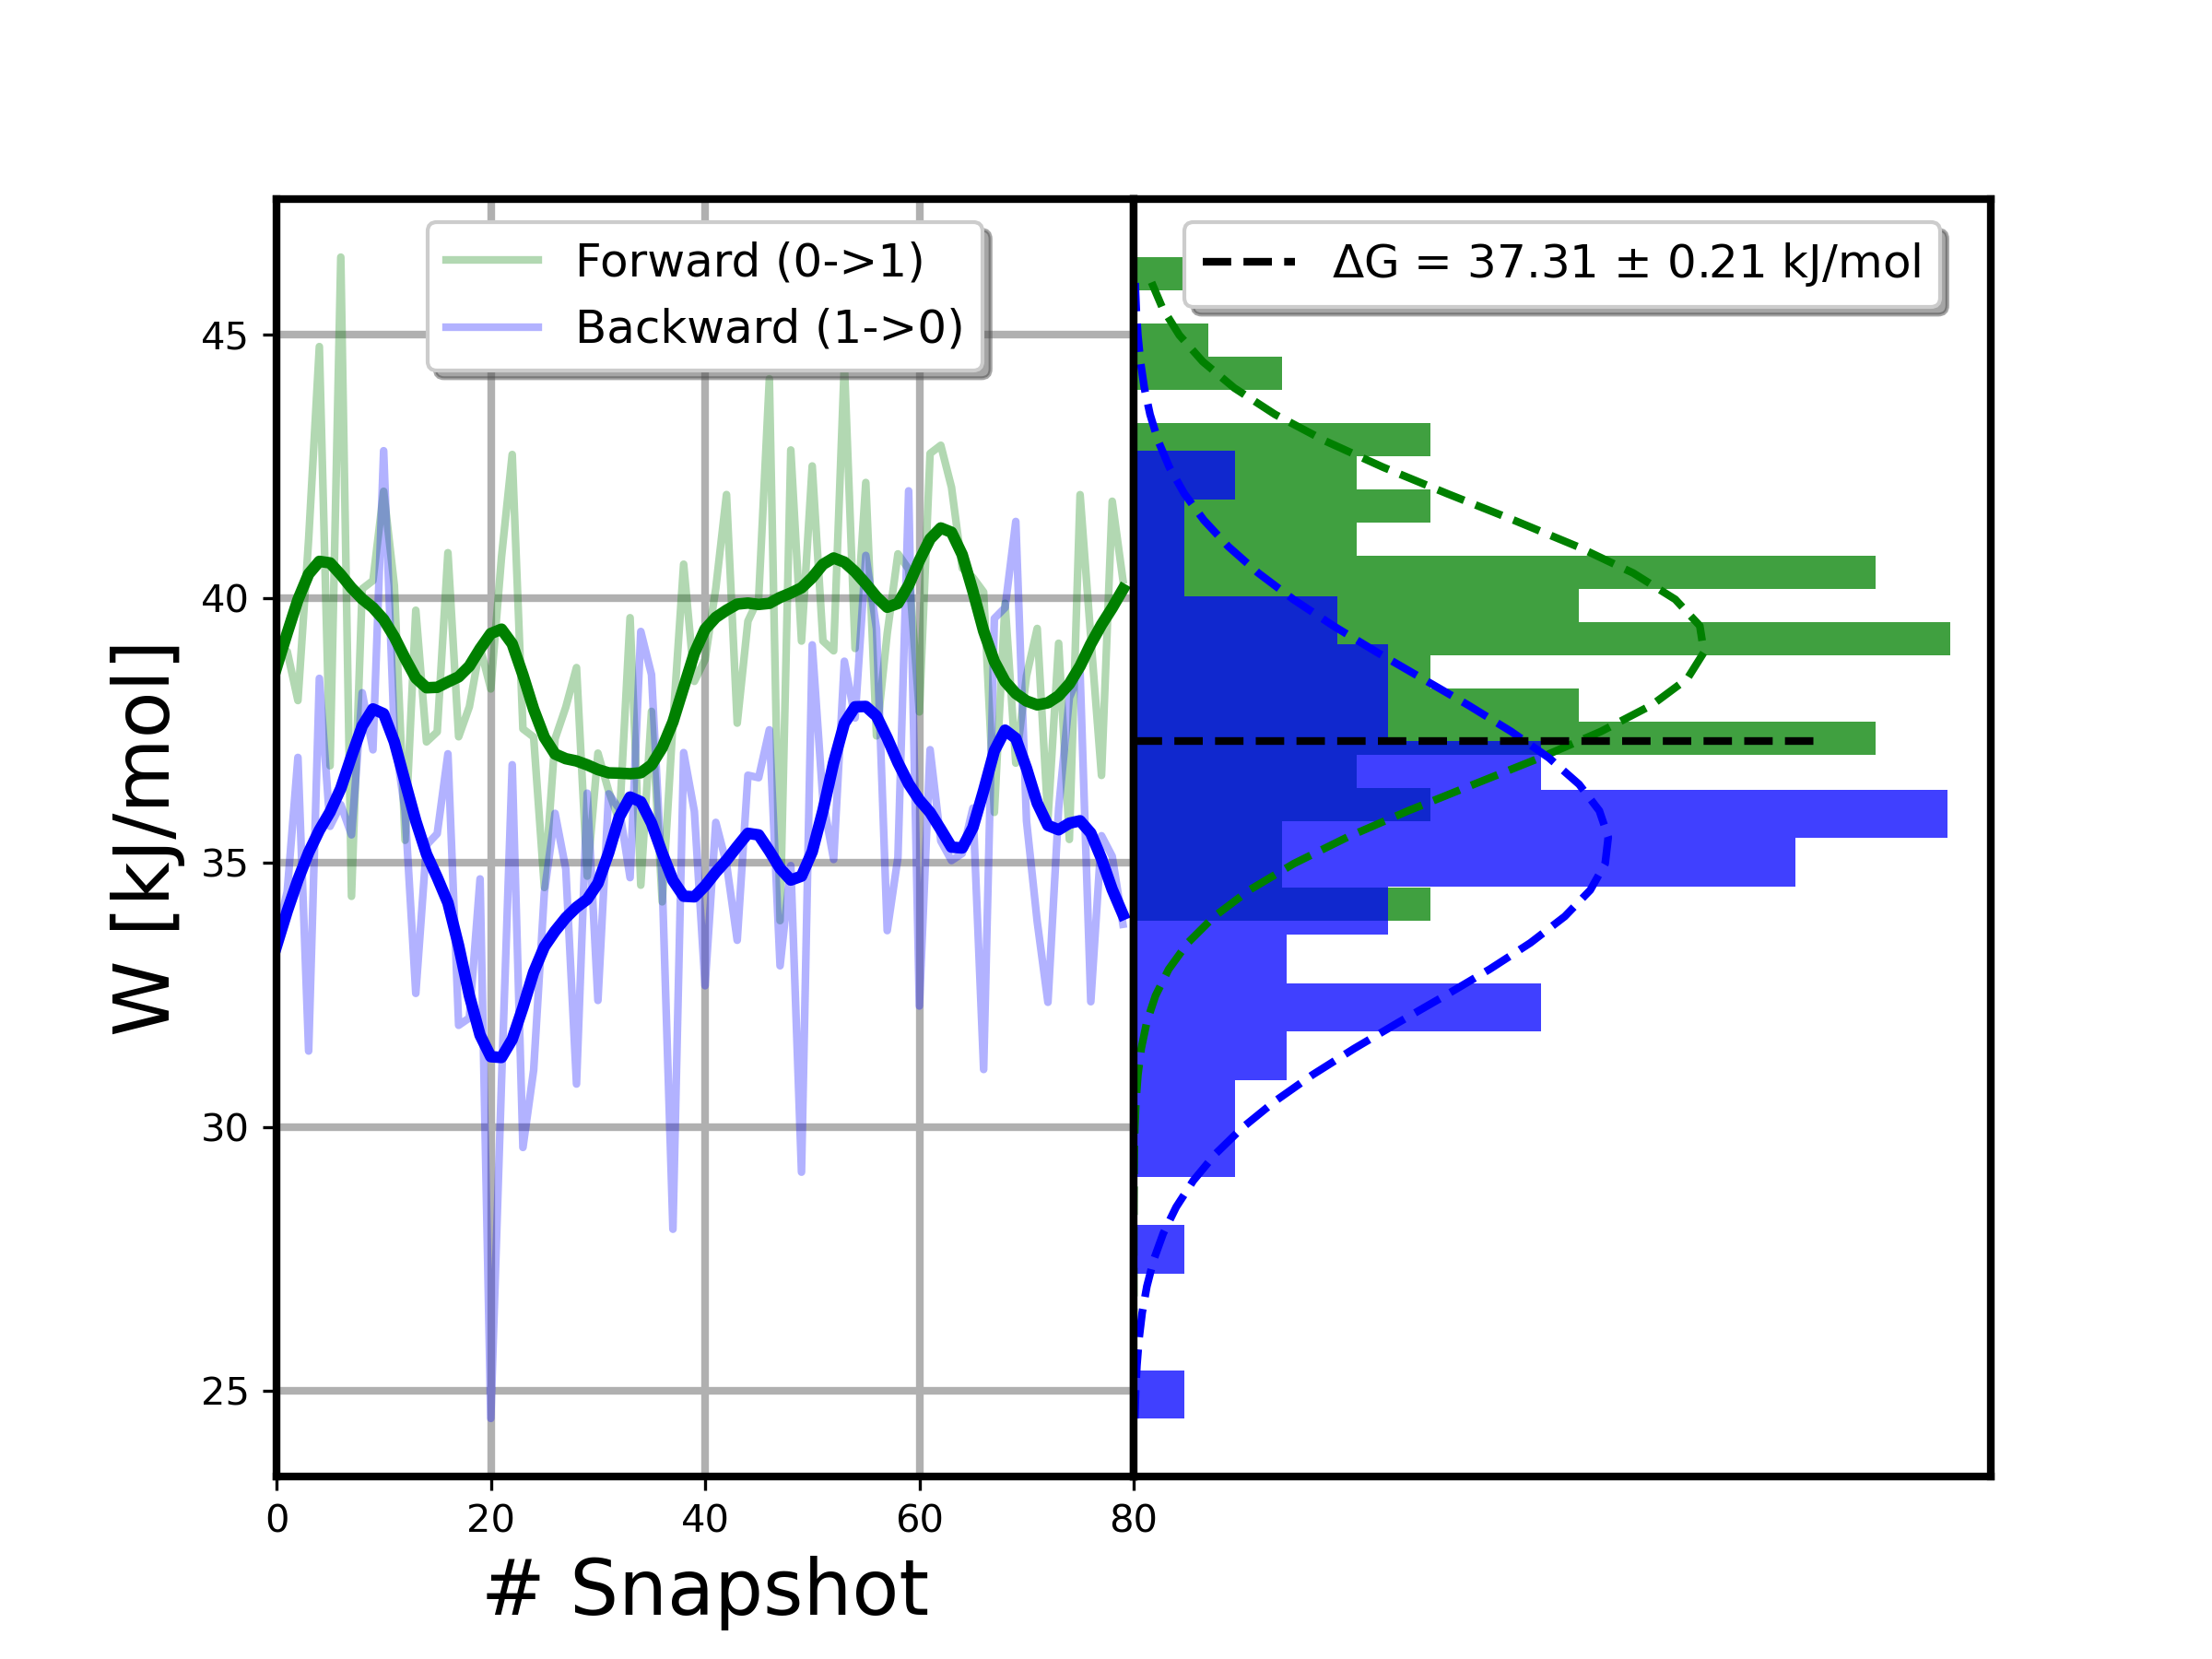 Forward (0->1)
Backward (1->0)
ΔG = 37.31 ± 0.21 kJ/mol
W [kJ/mol]
45
40
35
30
25
0 20 40 60 80
# Snapshot